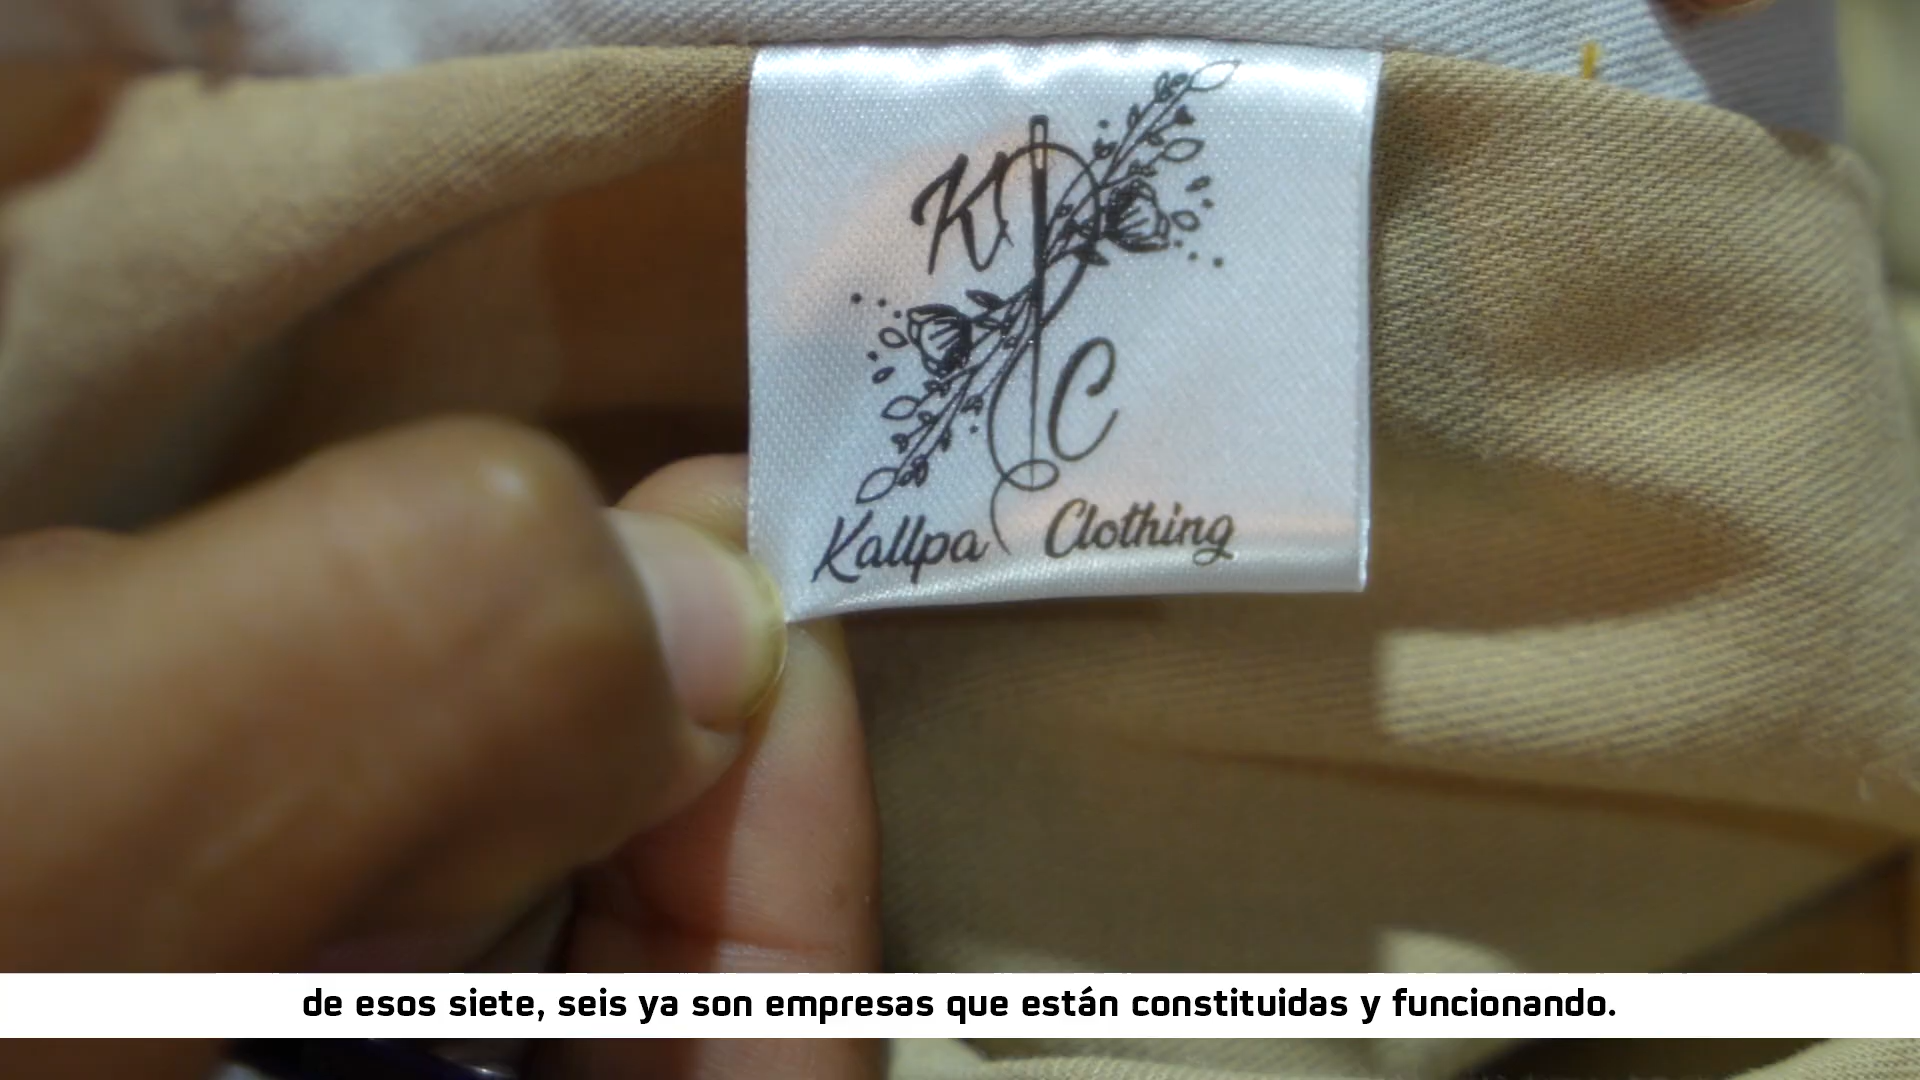 K
C
Kallpa Clothing
de esos siete, seis ya son empresas que están constituidas y funcionando.